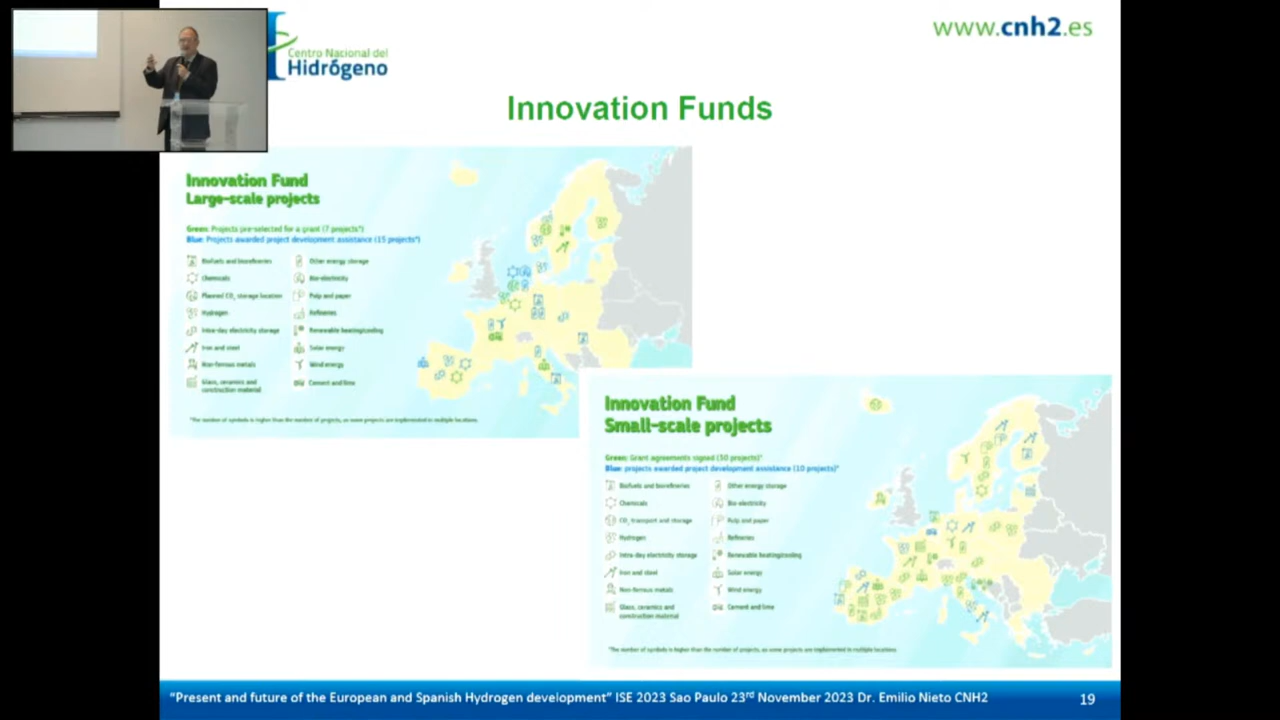 Centro Nacional del
Hidrógeno
www.cnh2.es
Innovation Funds
Innovation Fund
Large-scale projects
Green: Projects pre-selected for a grant (7 projects*)
Blue: Projects awarded project development assistance (15 projects*)
Biofuels and biorefineries
Chemicals
Planned CO₂ storage location
Hydrogen
Intra-day electricity storage
Iron and steel
Non-ferrous metals
Glass, ceramics and
construction material
Other energy storage
Bio-electricity
Pulp and paper
Refineries
Renewable heating/cooling
Solar energy
Wind energy
Cement and lime
*The number of symbols is higher than the number of projects, as some projects are implemented in multiple locations.
Innovation Fund
Small-scale projects
Green: Grant agreements signed (30 projects)*
Blue: projects awarded project development assistance (10 projects)*
Biofuels and biorefineries
Chemicals
CO₂ transport and storage
Hydrogen
Intra-day electricity storage
Iron and steel
Non-ferrous metals
Glass, ceramics and
construction material
Other energy storage
Bio-electricity
Pulp and paper
Refineries
Renewable heating/cooling
Solar energy
Wind energy
Cement and lime
*The number of symbols is higher than the number of projects, as some projects are implemented in multiple locations.
"Present and future of the European and Spanish Hydrogen development" ISE 2023 Sao Paulo 23rd November 2023 Dr. Emilio Nieto CNH2
19